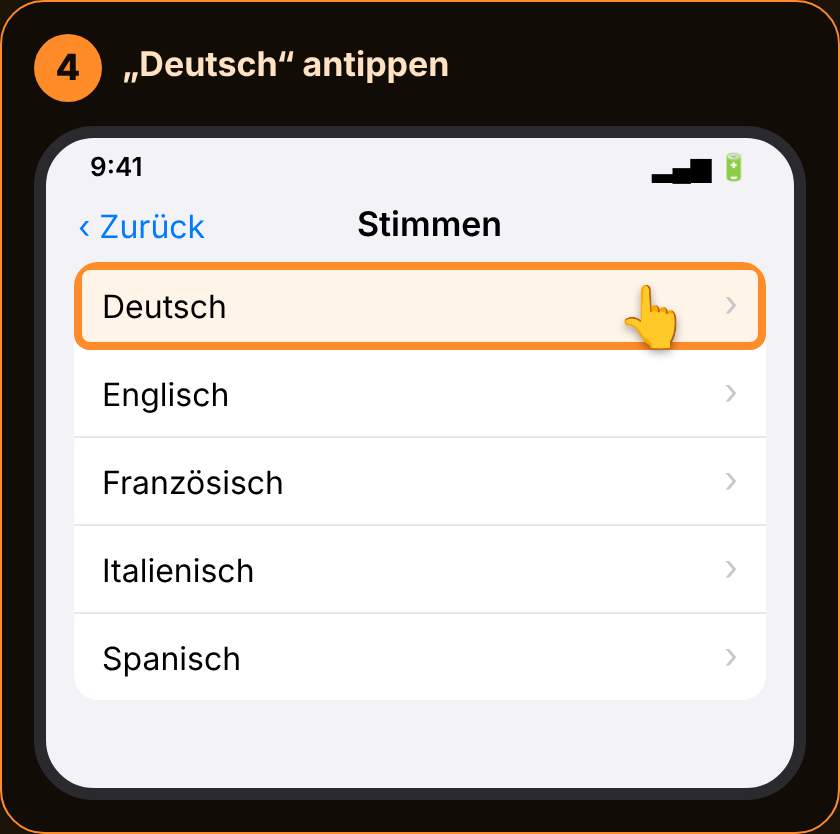 4 „Deutsch“ antippen
9:41
‹ Zurück Stimmen
Deutsch ›
Englisch ›
Französisch ›
Italienisch ›
Spanisch ›